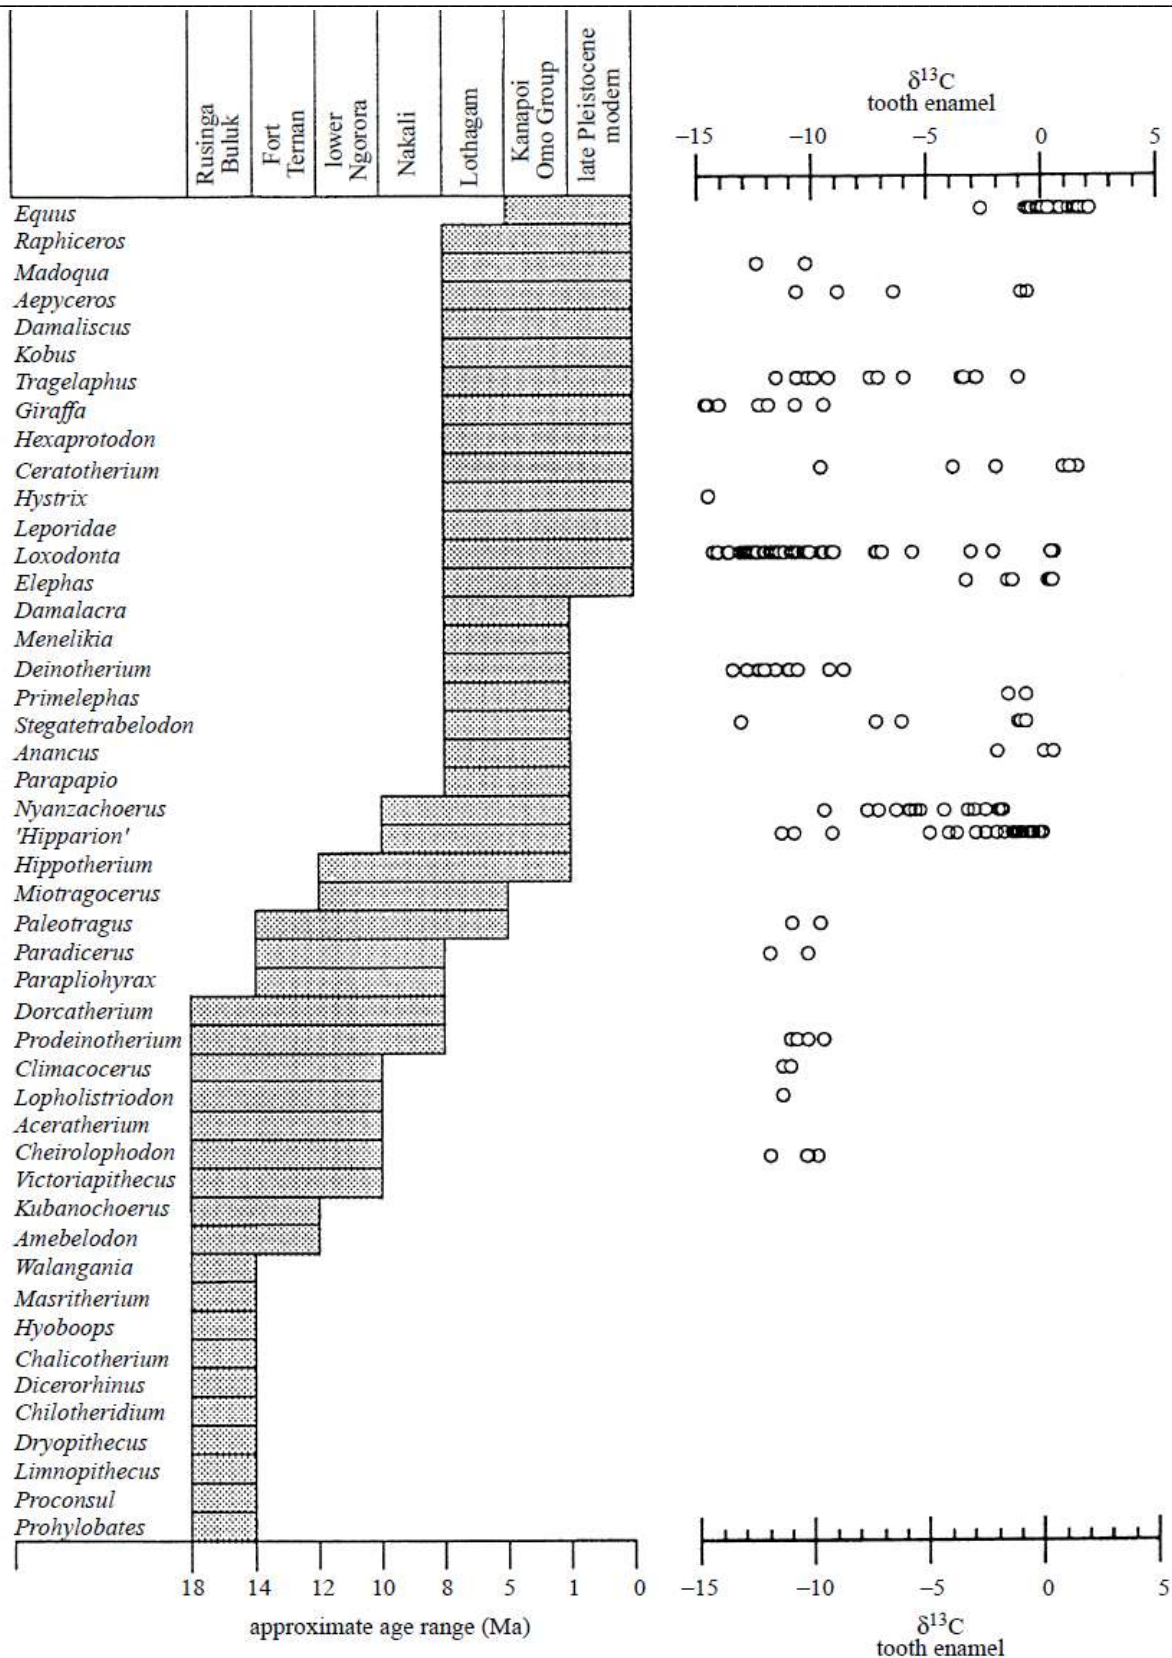 Rusinga
Buluk
Fort
Ternan
lower
Ngorora
Nakali
Lothagam
Kanapoi
Omo Group
late Pleistocene
modern
δ13C
tooth enamel
−15 −10 −5 0 5
Equus
Raphiceros
Madoqua
Aepyceros
Damaliscus
Kobus
Tragelaphus
Giraffa
Hexaprotodon
Ceratotherium
Hystrix
Leporidae
Loxodonta
Elephas
Damalacra
Menelikia
Deinotherium
Primelephas
Stegatetrabelodon
Anancus
Parapapio
Nyanzachoerus
'Hipparion'
Hippotherium
Miotragocerus
Paleotragus
Paradicerus
Parapliohyrax
Dorcatherium
Prodeinotherium
Climacocerus
Lopholistriodon
Aceratherium
Cheirolophodon
Victoriapithecus
Kubanochoerus
Amebelodon
Walangania
Masritherium
Hyoboops
Chalicotherium
Dicerorhinus
Chilotheridium
Dryopithecus
Limnopithecus
Proconsul
Prohylobates
18 14 12 10 8 5 1 0
approximate age range (Ma)
−15 −10 −5 0 5
δ13C
tooth enamel